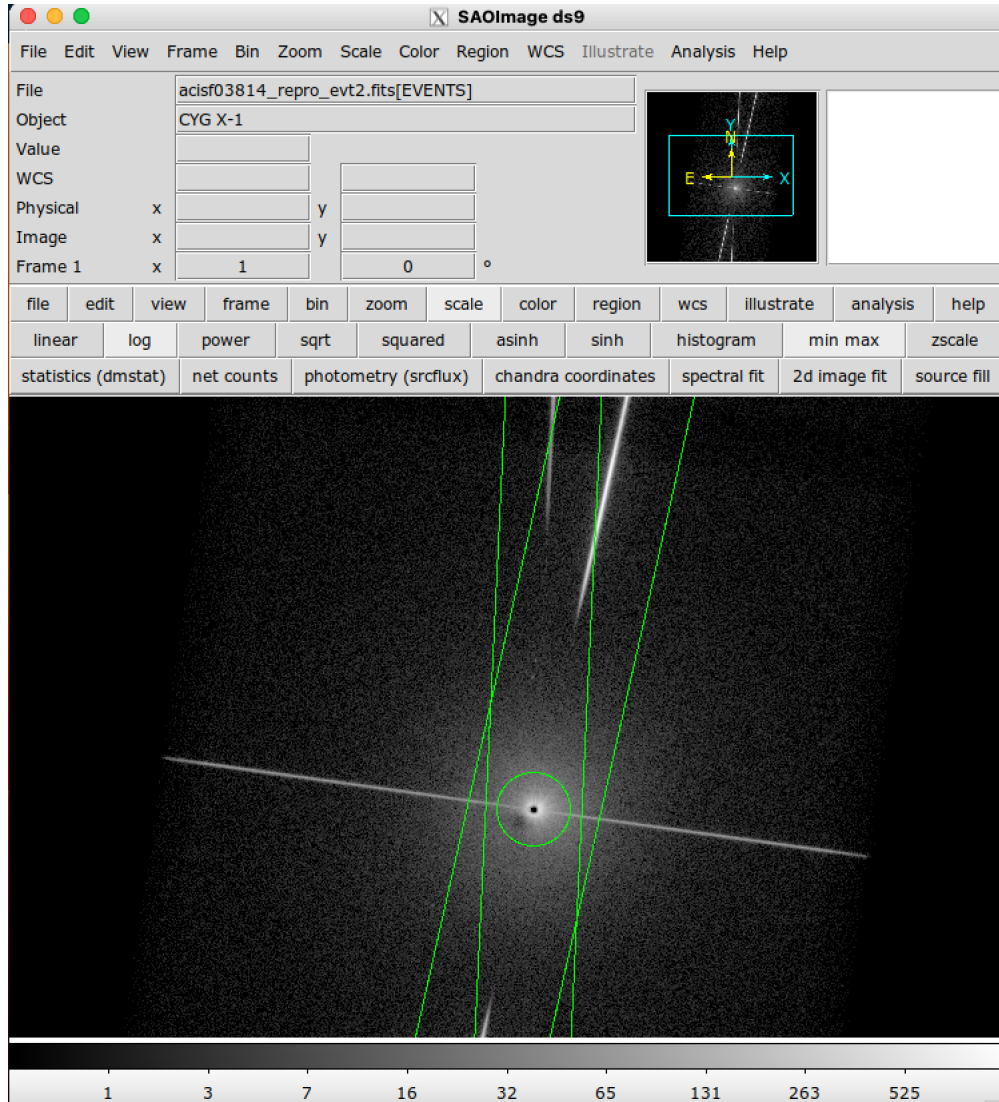 SAOImage ds9
File Edit View Frame Bin Zoom Scale Color Region WCS Illustrate Analysis Help
File acisf03814_repro_evt2.fits[EVENTS]
Object CYG X-1
Value
WCS
Physical x y
Image x y
Frame 1 x 1 0 °
Y
N
E X
file edit view frame bin zoom scale color region wcs illustrate analysis help
linear log power sqrt squared asinh sinh histogram min max zscale
statistics (dmstat) net counts photometry (srcflux) chandra coordinates spectral fit 2d image fit source fill
1 3 7 16 32 65 131 263 525